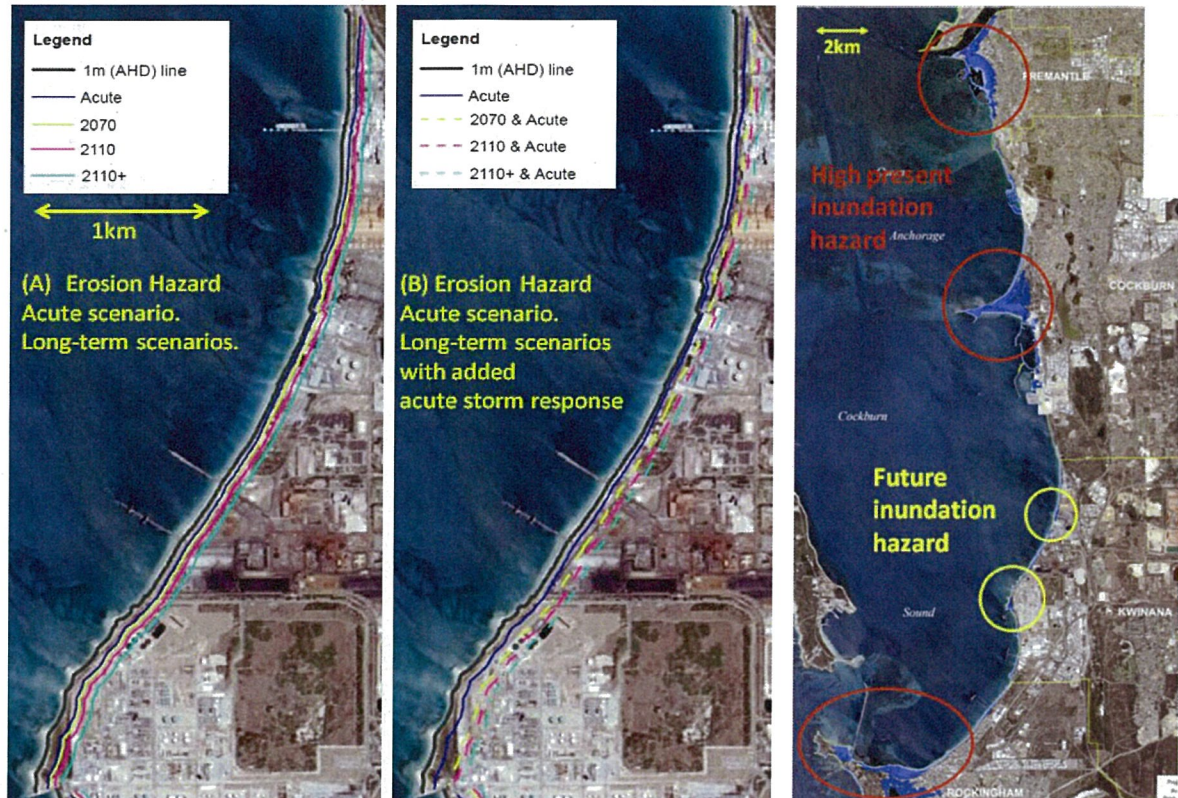 Legend
1m (AHD) line
Acute
2070
2110
2110+
1km
(A) Erosion Hazard
Acute scenario.
Long-term scenarios.
Legend
1m (AHD) line
Acute
2070 & Acute
2110 & Acute
2110+ & Acute
(B) Erosion Hazard
Acute scenario.
Long-term scenarios
with added
acute storm response
2km
FREMANTLE
High present
inundation
hazard
Anchorage
COCKBURN
Cockburn
Future
inundation
hazard
Sound
KWINANA
ROCKINGHAM